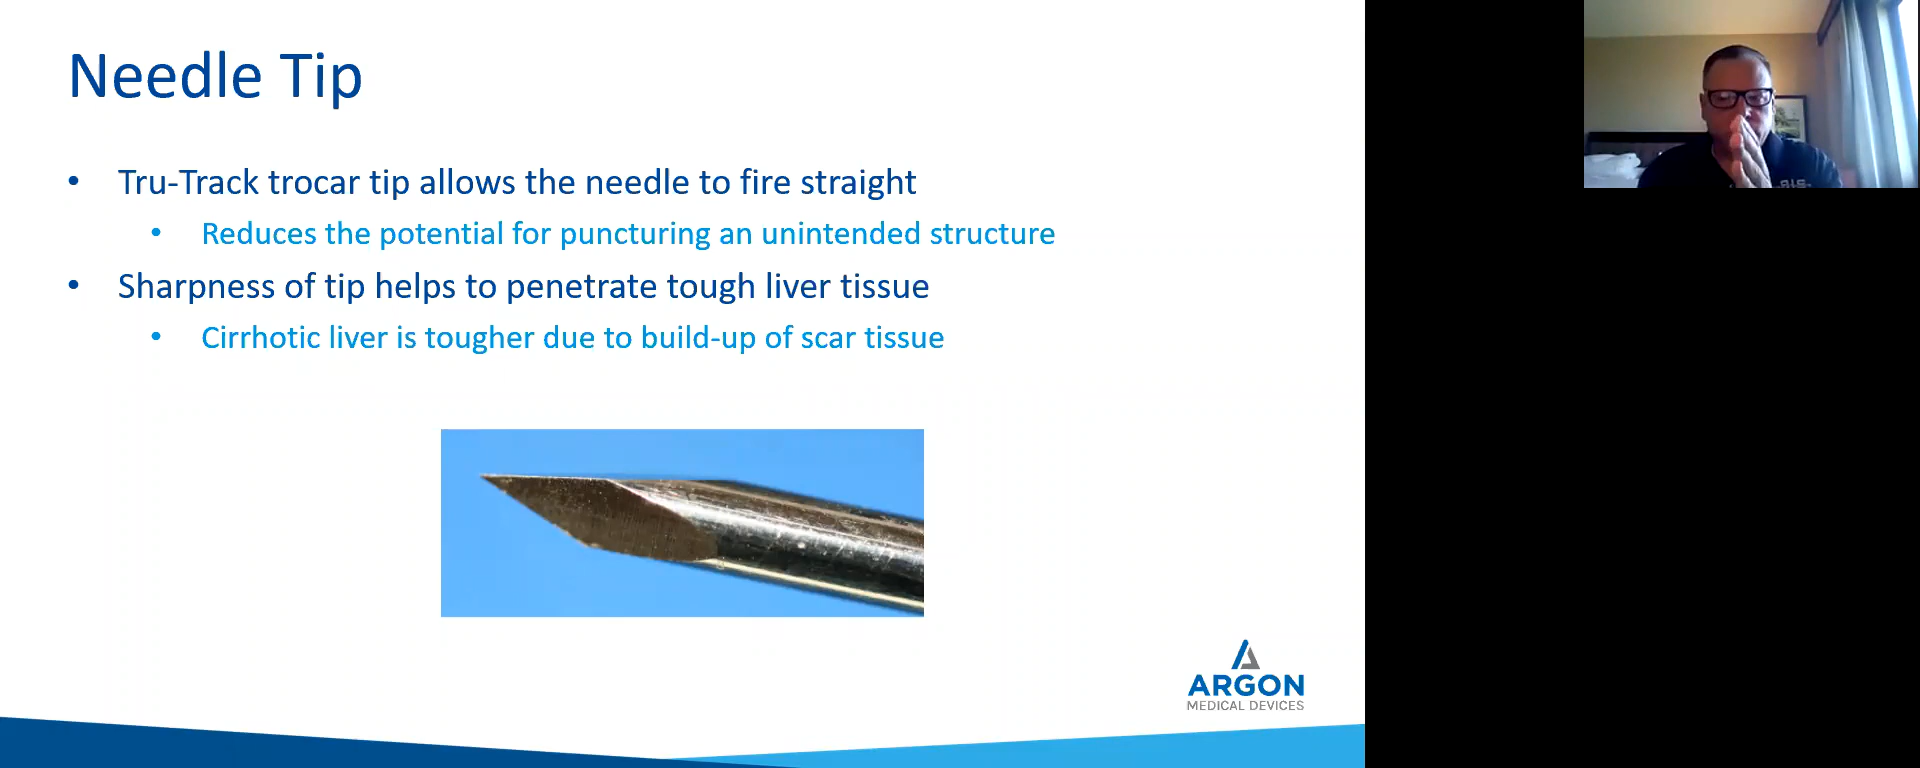 Needle Tip
• Tru-Track trocar tip allows the needle to fire straight
• Reduces the potential for puncturing an unintended structure
• Sharpness of tip helps to penetrate tough liver tissue
• Cirrhotic liver is tougher due to build-up of scar tissue
ARGON
MEDICAL DEVICES